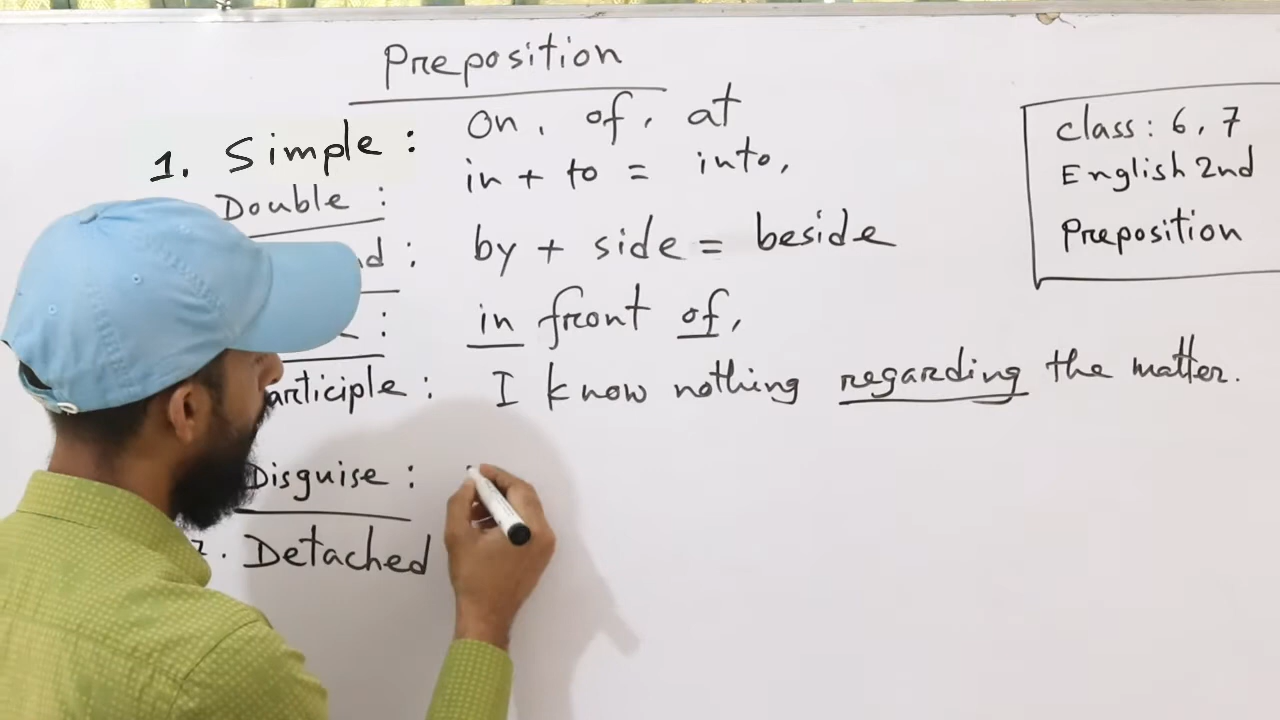 Preposition
1. Simple : on, of, at
Double : in + to = into,
by + side = beside
in front of,
I know nothing regarding the matter.
Disguise :
7. Detached
class : 6, 7
English 2nd
Preposition